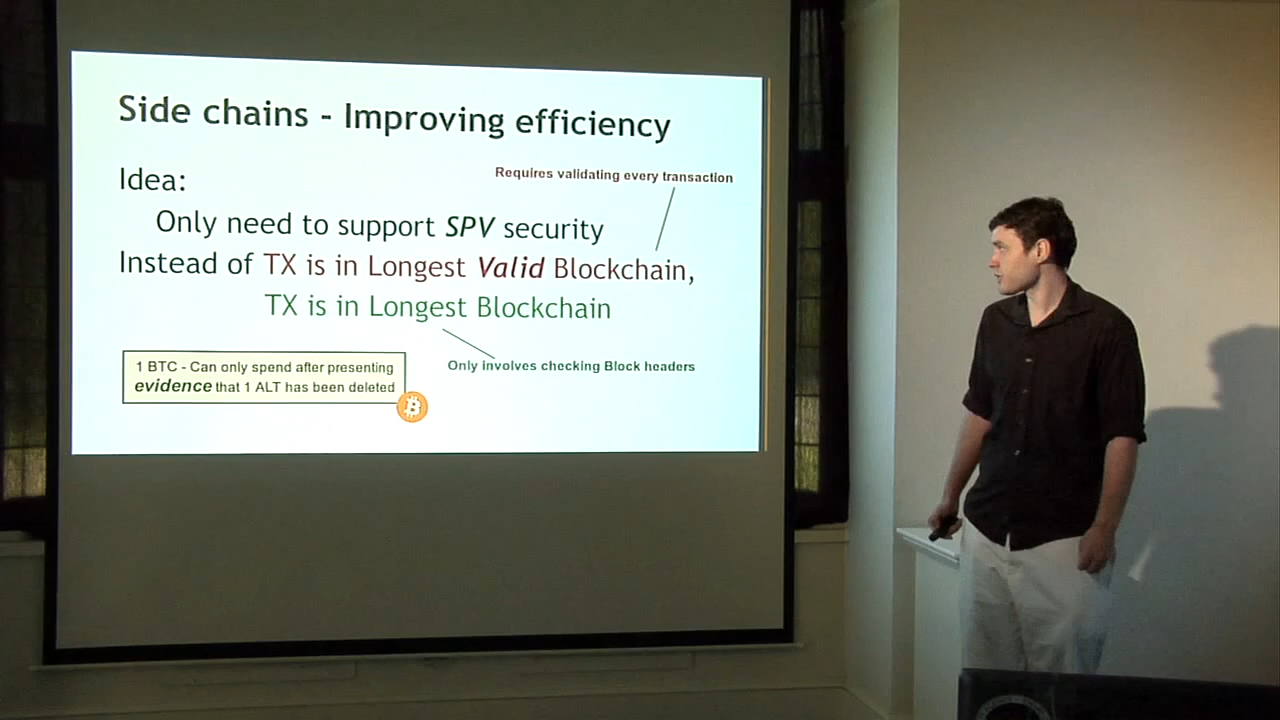 Side chains - Improving efficiency
Idea:
Requires validating every transaction
Only need to support SPV security
Instead of TX is in Longest Valid Blockchain,
TX is in Longest Blockchain
Only involves checking Block headers
1 BTC - Can only spend after presenting
evidence that 1 ALT has been deleted